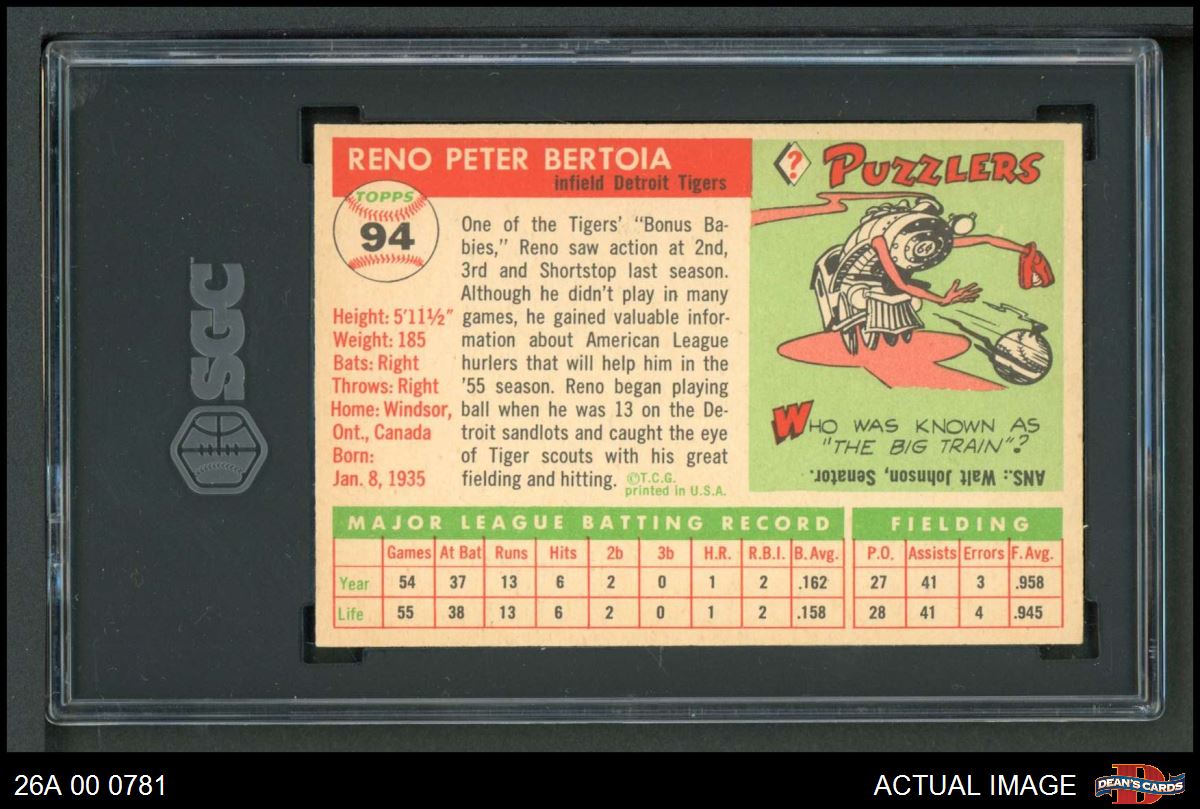 SGC
RENO PETER BERTOIA
infield Detroit Tigers
TOPPS
94
Height: 5'11½"
Weight: 185
Bats: Right
Throws: Right
Home: Windsor,
Ont., Canada
Born:
Jan. 8, 1935
One of the Tigers' "Bonus Ba-
bies," Reno saw action at 2nd,
3rd and Shortstop last season.
Although he didn't play in many
games, he gained valuable infor-
mation about American League
hurlers that will help him in the
'55 season. Reno began playing
ball when he was 13 on the De-
troit sandlots and caught the eye
of Tiger scouts with his great
fielding and hitting.
©T.C.G.
printed in U.S.A.
? PUZZLERS
WHO WAS KNOWN AS
"THE BIG TRAIN"?
ANS.: Walt Johnson, Senator.
MAJOR LEAGUE BATTING RECORD
Games At Bat Runs Hits 2b 3b H.R. R.B.I. B. Avg.
Year 54 37 13 6 2 0 1 2 .162
Life 55 38 13 6 2 0 1 2 .158
FIELDING
P.O. Assists Errors F. Avg.
27 41 3 .958
28 41 4 .945
26A 00 0781
ACTUAL IMAGE
D
DEAN'S CARDS